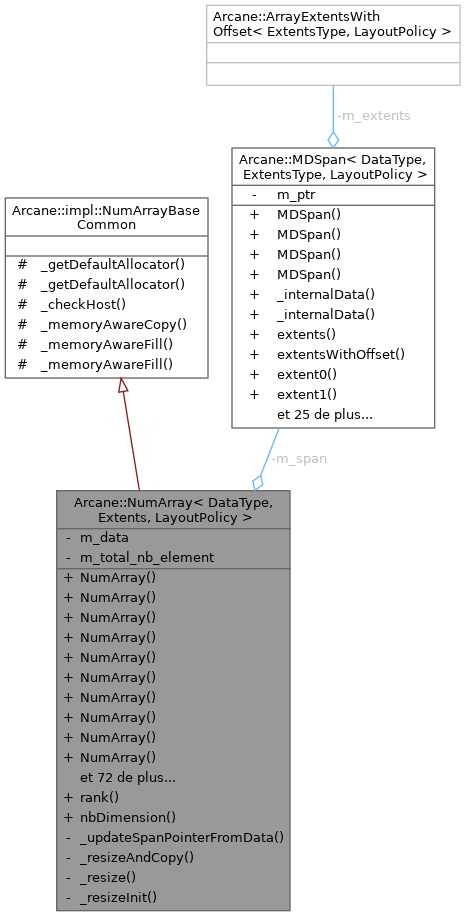 Arcane::ArrayExtentsWith
Offset< ExtentsType, LayoutPolicy >
-m_extents
Arcane::MDSpan< DataType,
ExtentsType, LayoutPolicy >
- m_ptr
+ MDSpan()
+ MDSpan()
+ MDSpan()
+ MDSpan()
+ _internalData()
+ _internalData()
+ extents()
+ extentsWithOffset()
+ extent0()
+ extent1()
et 25 de plus...
Arcane::impl::NumArrayBase
Common
# _getDefaultAllocator()
# _getDefaultAllocator()
# _checkHost()
# _memoryAwareCopy()
# _memoryAwareFill()
# _memoryAwareFill()
-m_span
Arcane::NumArray< DataType,
Extents, LayoutPolicy >
- m_data
- m_total_nb_element
+ NumArray()
+ NumArray()
+ NumArray()
+ NumArray()
+ NumArray()
+ NumArray()
+ NumArray()
+ NumArray()
+ NumArray()
+ NumArray()
et 72 de plus...
+ rank()
+ nbDimension()
- _updateSpanPointerFromData()
- _resizeAndCopy()
- _resize()
- _resizeInit()